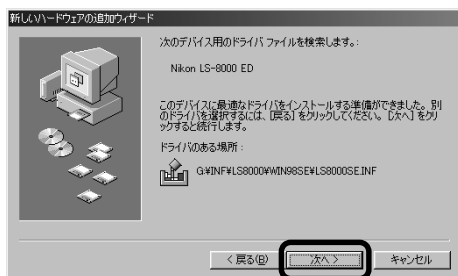 新しいハードウェアの追加ウィザード
次のデバイス用のドライバ ファイルを検索します。:
Nikon LS-8000 ED
このデバイスに最適なドライバをインストールする準備ができました。別
のドライバを選択するには、[戻る] をクリックしてください。[次へ] をクリ
ックすると続行します。
ドライバのある場所:
G:¥INF¥LS8000¥WIN98SE¥LS8000SE.INF
< 戻る(B) 次へ > キャンセル